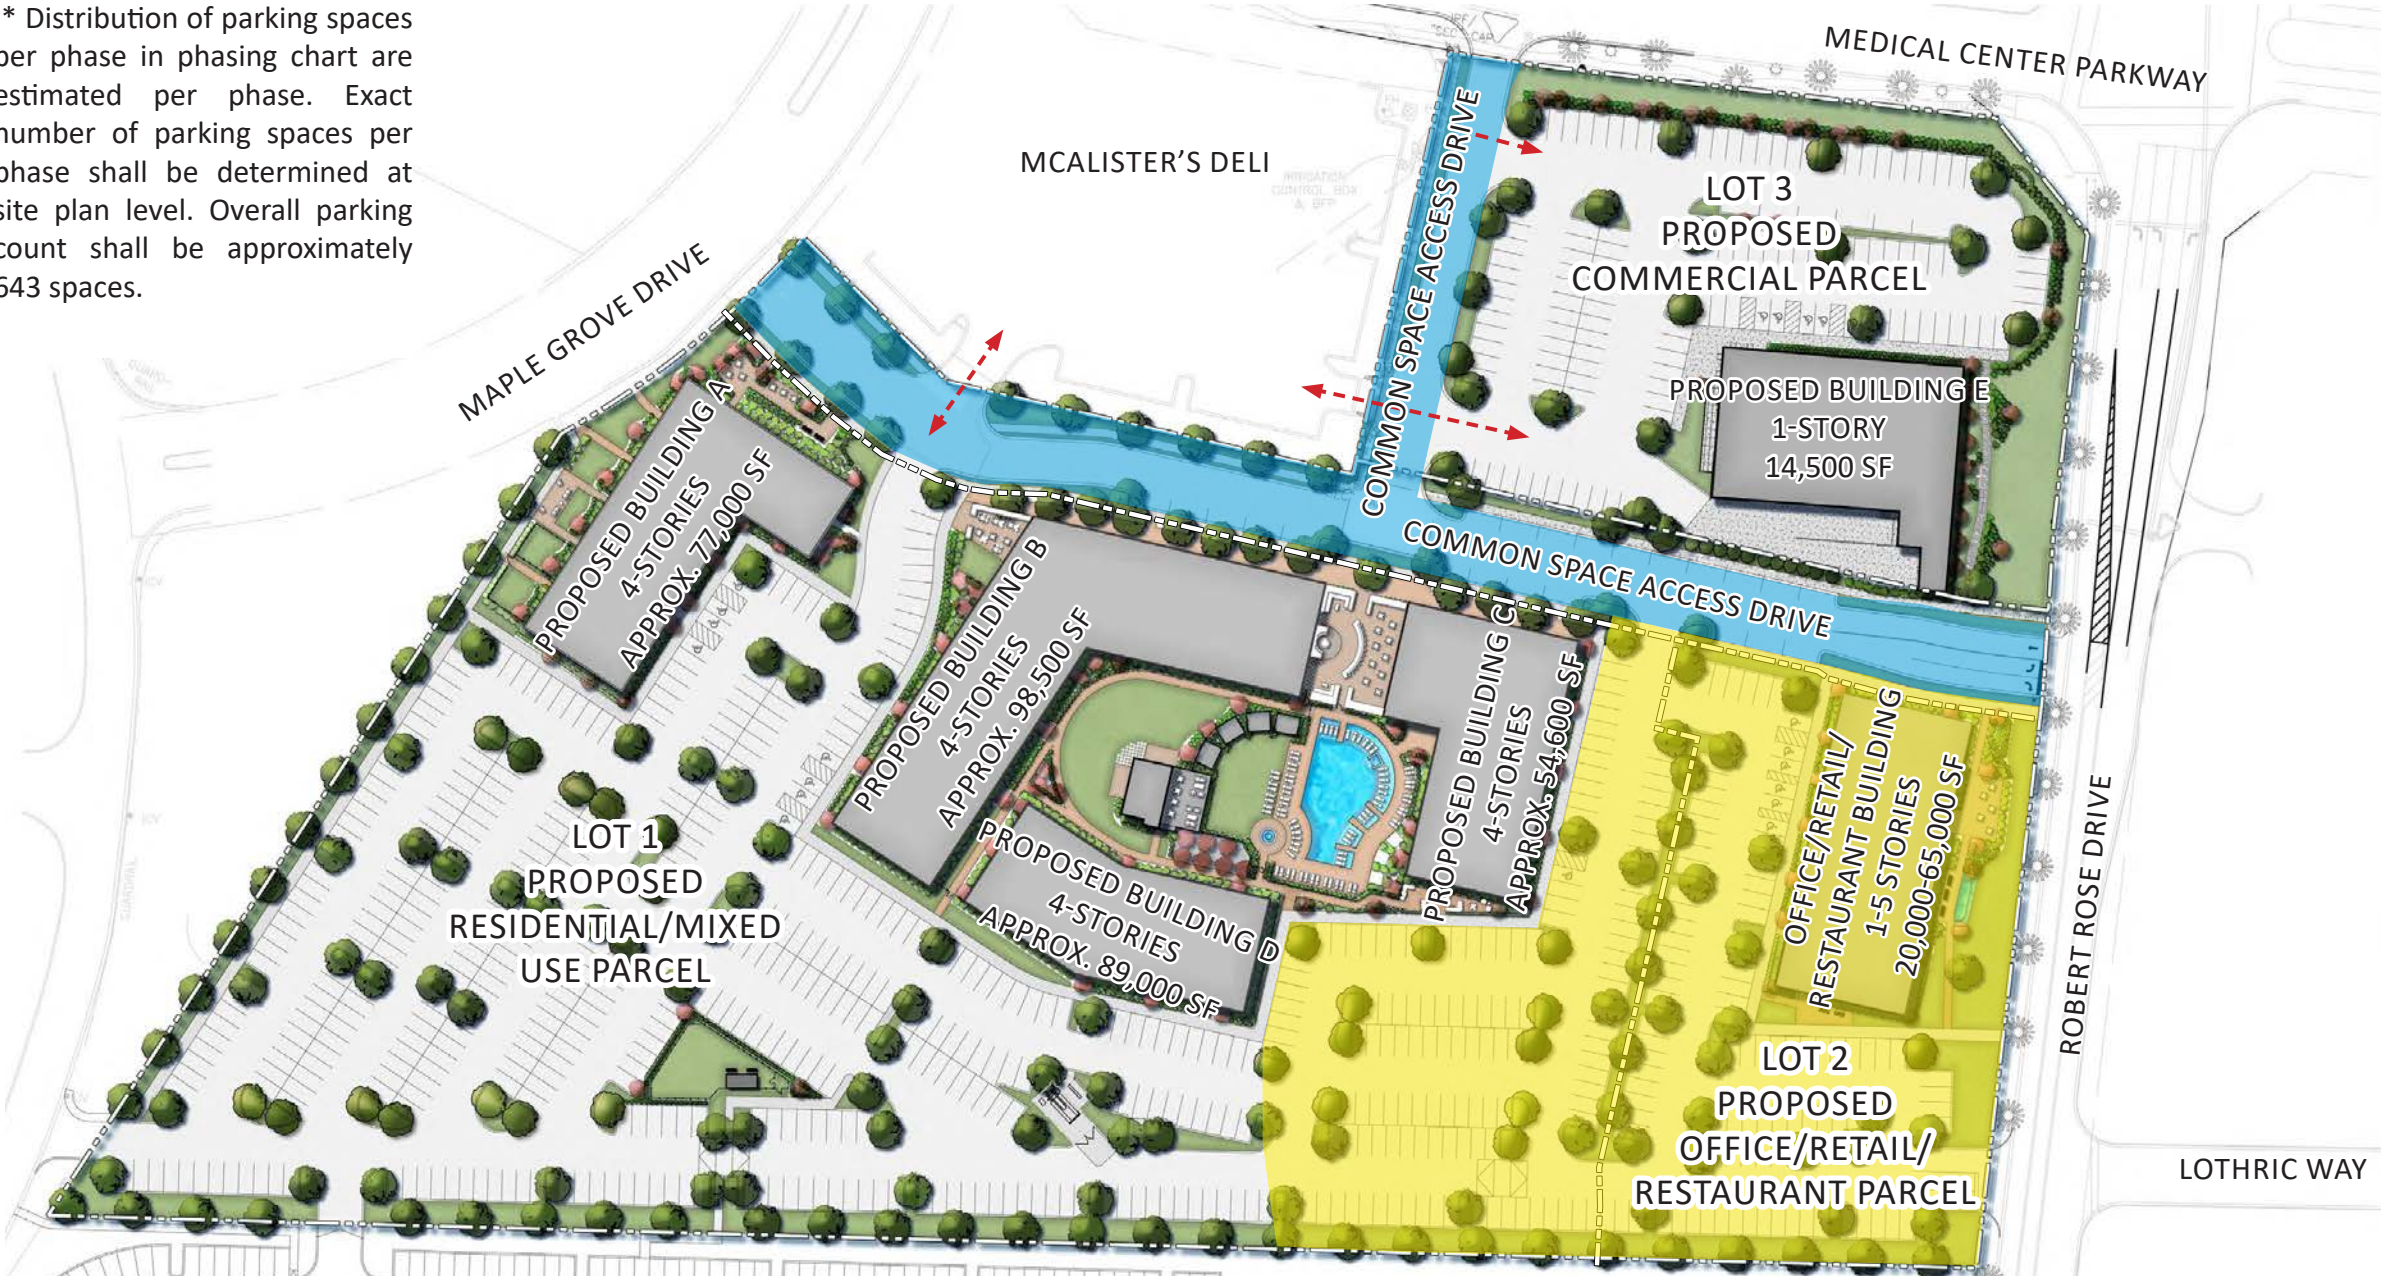 * Distribution of parking spaces
per phase in phasing chart are
estimated per phase. Exact
number of parking spaces per
phase shall be determined at
site plan level. Overall parking
count shall be approximately
643 spaces.
MEDICAL CENTER PARKWAY
MCALISTER'S DELI
IRRIGATION
CONTROL BOX
& BFP
COMMON SPACE ACCESS DRIVE
LOT 3
PROPOSED
COMMERCIAL PARCEL
MAPLE GROVE DRIVE
PROPOSED BUILDING E
1-STORY
14,500 SF
PROPOSED BUILDING A
4-STORIES
APPROX. 77,000 SF
COMMON SPACE ACCESS DRIVE
PROPOSED BUILDING B
4-STORIES
APPROX. 98,500 SF
PROPOSED BUILDING C
4-STORIES
APPROX. 54,600 SF
OFFICE/RETAIL/
RESTAURANT BUILDING
1-5 STORIES
20,000-65,000 SF
ROBERT ROSE DRIVE
LOT 1
PROPOSED
RESIDENTIAL/MIXED
USE PARCEL
PROPOSED BUILDING D
4-STORIES
APPROX. 89,000 SF
LOT 2
PROPOSED
OFFICE/RETAIL/
RESTAURANT PARCEL
LOTHRIC WAY